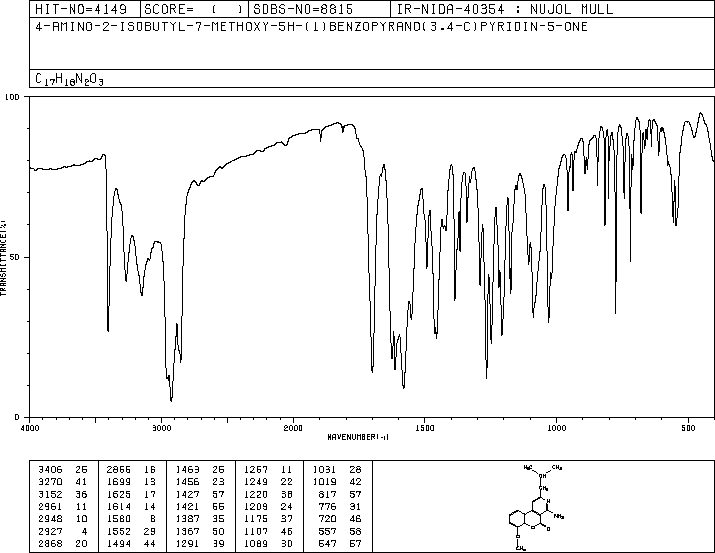 HIT-NO=4149 SCORE= ( ) SDBS-NO=8815 IR-NIDA-40354 : NUJOL MULL
4-AMINO-2-ISOBUTYL-7-METHOXY-5H-(1)BENZOPYRANO(3.4-C)PYRIDIN-5-ONE
C17H18N2O3
100
50
0
TRANSMITTANCE(%)
4000 3000 2000 1500 1000 500
WAVENUMBER(-1)
3406 25 2866 16 1463 25 1267 11 1031 28
3270 41 1699 13 1456 23 1249 22 1019 42
3152 36 1625 17 1427 57 1220 38 817 57
2961 11 1614 14 1421 55 1209 24 776 31
2948 10 1580 8 1387 35 1175 37 720 46
2927 4 1552 29 1367 50 1107 46 557 58
2868 20 1494 44 1291 39 1089 30 547 57